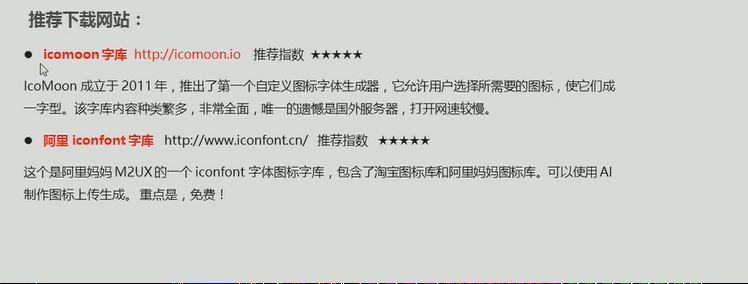 推荐下载网站：
● icomoon 字库 http://icomoon.io 推荐指数 ★★★★★
IcoMoon 成立于 2011 年，推出了第一个自定义图标字体生成器，它允许用户选择所需要的图标，使它们成
一字型。该字库内容种类繁多，非常全面，唯一的遗憾是国外服务器，打开网速较慢。
● 阿里 iconfont 字库 http://www.iconfont.cn/ 推荐指数 ★★★★★
这个是阿里妈妈 M2UX 的一个 iconfont 字体图标字库，包含了淘宝图标库和阿里妈妈图标库。可以使用 AI
制作图标上传生成。 重点是，免费！